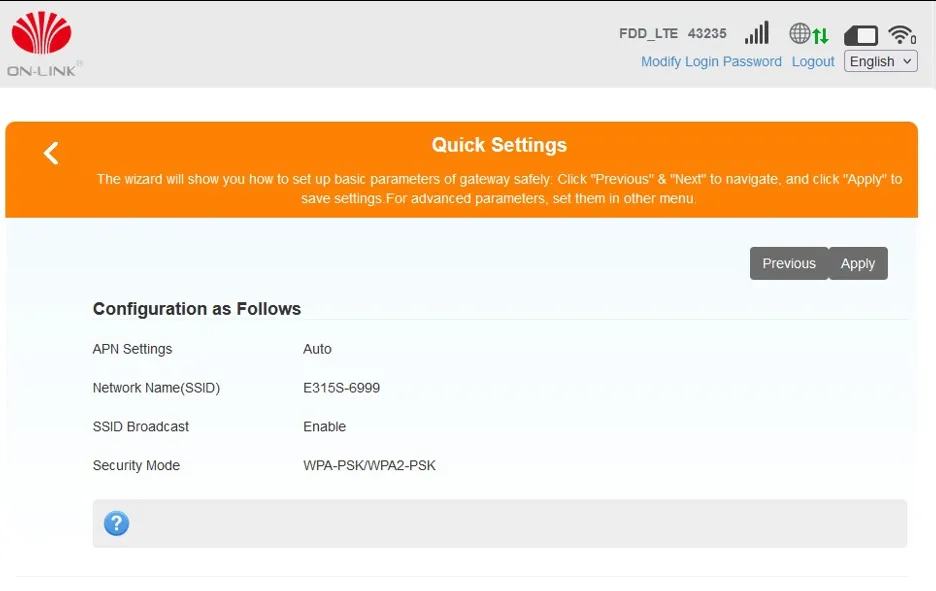 FDD_LTE 43235
0
ON-LINK®
Modify Login Password Logout English
Quick Settings
The wizard will show you how to set up basic parameters of gateway safely. Click "Previous" & "Next" to navigate, and click "Apply" to
save settings.For advanced parameters, set them in other menu.
Previous Apply
Configuration as Follows
APN Settings Auto
Network Name(SSID) E315S-6999
SSID Broadcast Enable
Security Mode WPA-PSK/WPA2-PSK
?